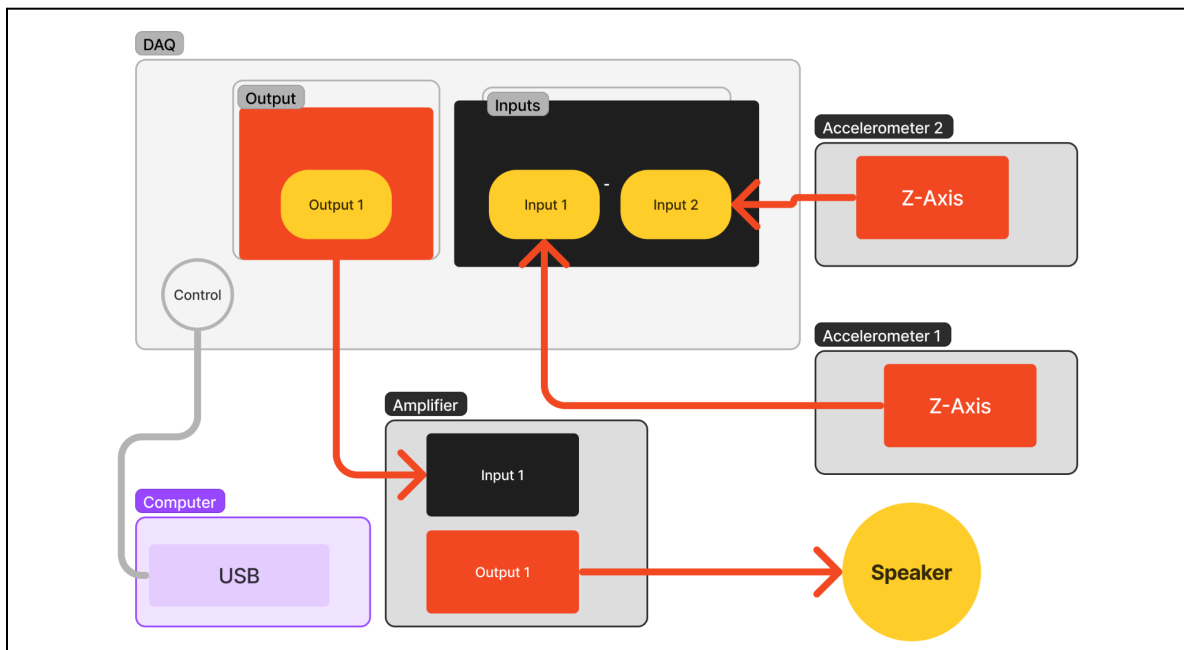 DAQ
Output
Inputs
Output 1
Input 1
-
Input 2
Control
Accelerometer 2
Z-Axis
Accelerometer 1
Z-Axis
Amplifier
Input 1
Output 1
Computer
USB
Speaker